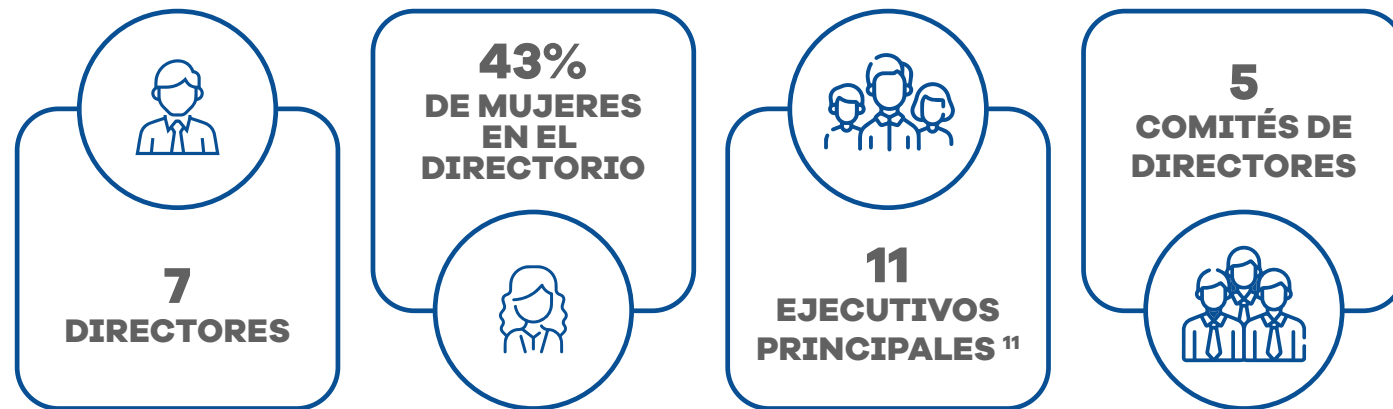 7
DIRECTORES
43%
DE MUJERES
EN EL
DIRECTORIO
11
EJECUTIVOS
PRINCIPALES 11
5
COMITÉS DE
DIRECTORES